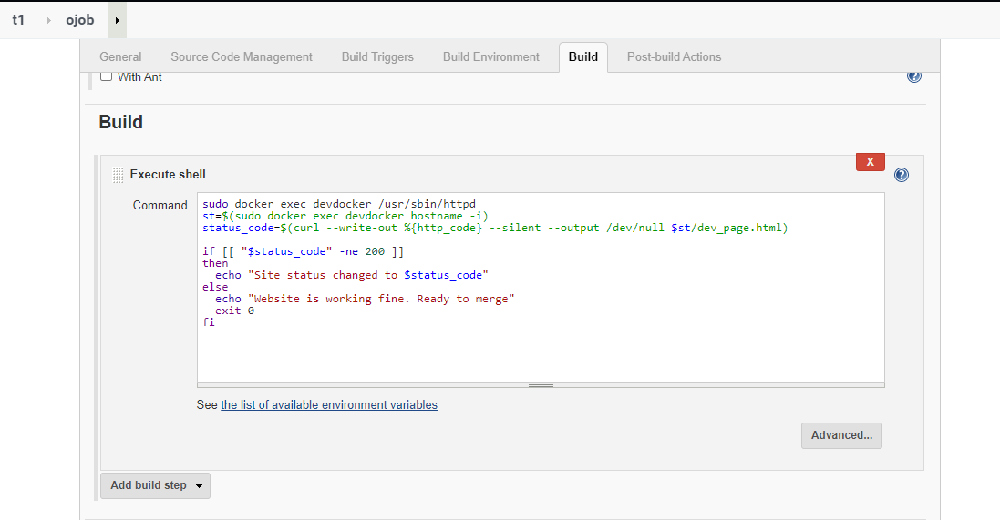 t1 ojob
General Source Code Management Build Triggers Build Environment Build Post-build Actions
With Ant
Build
X
Execute shell
Command
sudo docker exec devdocker /usr/sbin/httpd
st=$(sudo docker exec devdocker hostname -i)
status_code=$(curl --write-out %{http_code} --silent --output /dev/null $st/dev_page.html)
if [[ "$status_code" -ne 200 ]]
then
  echo "Site status changed to $status_code"
else
  echo "Website is working fine. Ready to merge"
  exit 0
fi
See the list of available environment variables
Advanced...
Add build step